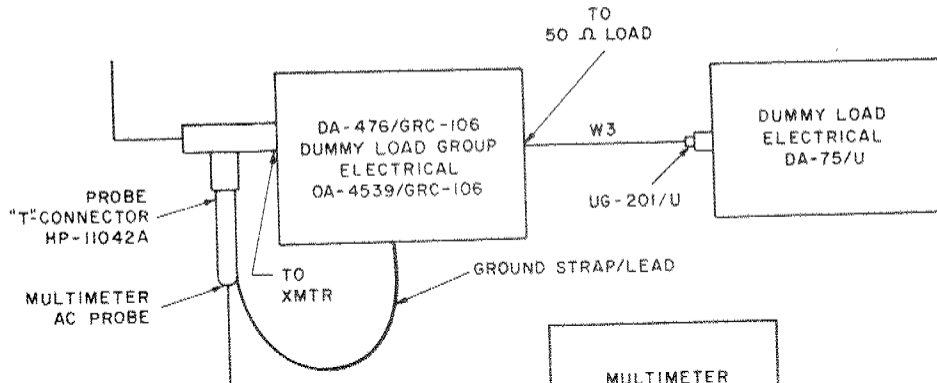 TO
50 Ω LOAD
DA-476/GRC-106
DUMMY LOAD GROUP
ELECTRICAL
OA-4539/GRC-106
W3
DUMMY LOAD
ELECTRICAL
DA-75/U
UG-201/U
PROBE
"T"-CONNECTOR
HP-11042A
TO
XMTR
GROUND STRAP/LEAD
MULTIMETER
AC PROBE
MULTIMETER